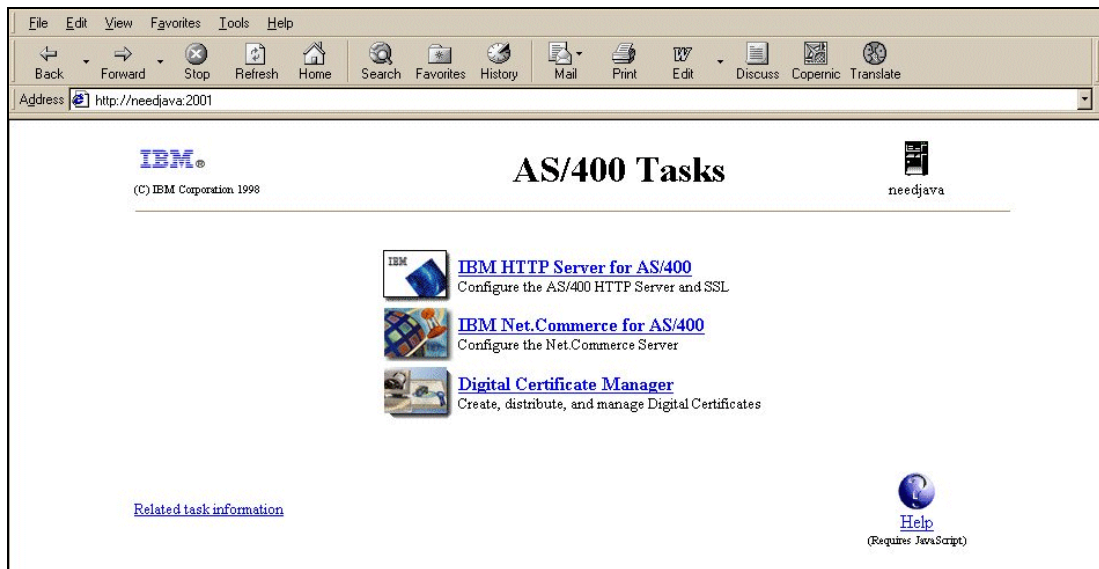 File Edit View Favorites Tools Help
Back Forward Stop Refresh Home Search Favorites History Mail Print Edit Discuss Copernic Translate
Address http://needjava:2001
IBM®
(C) IBM Corporation 1998
AS/400 Tasks
needjava
IBM
IBM HTTP Server for AS/400
Configure the AS/400 HTTP Server and SSL
IBM Net.Commerce for AS/400
Configure the Net.Commerce Server
Digital Certificate Manager
Create, distribute, and manage Digital Certificates
Related task information
Help
(Requires JavaScript)